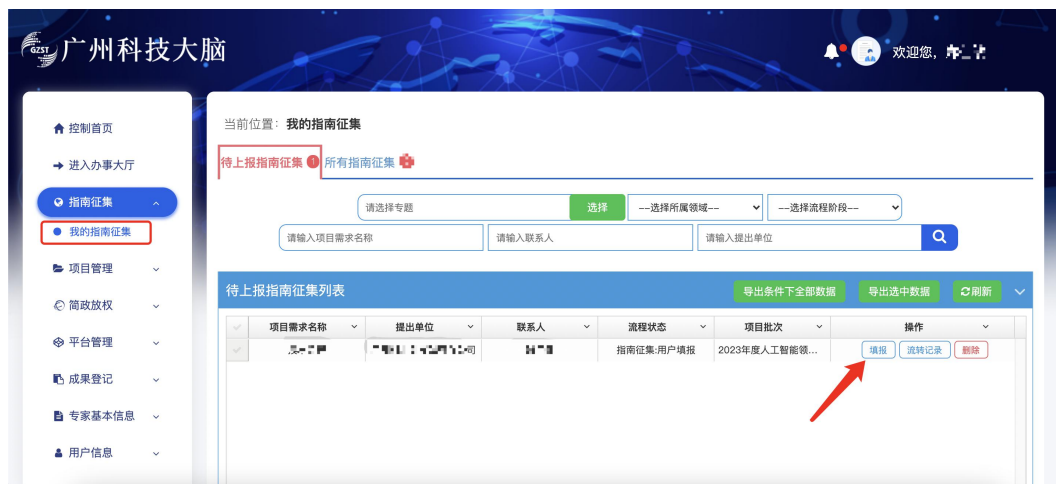 GZST 广州科技大脑
欢迎您,
控制首页
进入办事大厅
指南征集
我的指南征集
项目管理
简政放权
平台管理
成果登记
专家基本信息
用户信息
当前位置：我的指南征集
待上报指南征集 1 所有指南征集
请选择专题 选择 --选择所属领域-- --选择流程阶段--
请输入项目需求名称 请输入联系人 请输入提出单位
待上报指南征集列表 导出条件下全部数据 导出选中数据 刷新
项目需求名称 提出单位 联系人 流程状态 项目批次 操作
司 指南征集:用户填报 2023年度人工智能领... 填报 流转记录 删除